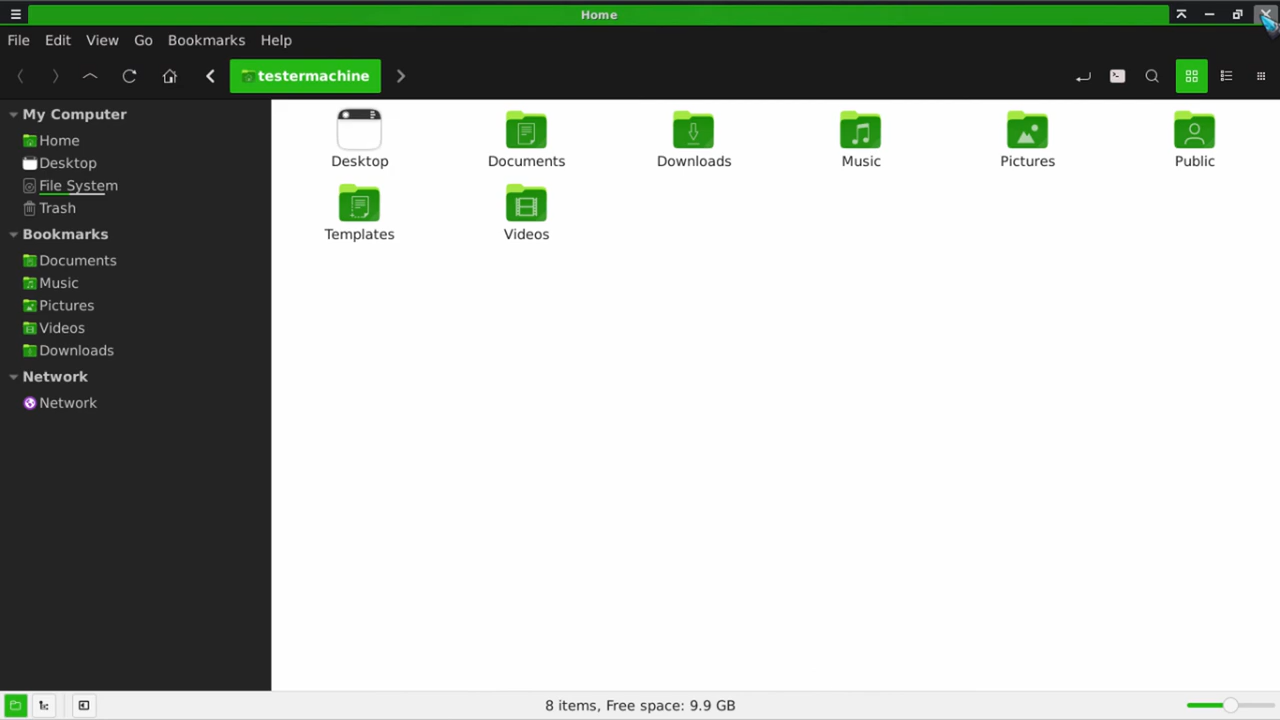 Home
File Edit View Go Bookmarks Help
testermachine
My Computer
Home
Desktop
File System
Trash
Bookmarks
Documents
Music
Pictures
Videos
Downloads
Network
Network
Desktop Documents Downloads Music Pictures Public
Templates Videos
8 items, Free space: 9.9 GB